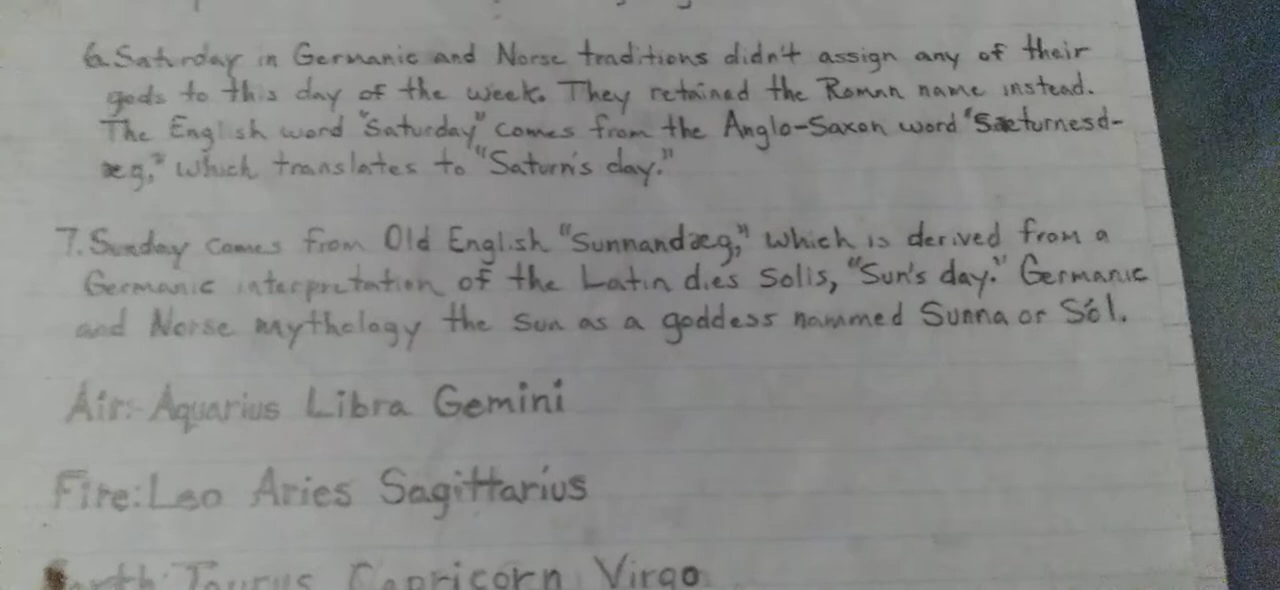 6. Saturday in Germanic and Norse traditions didn't assign any of their
gods to this day of the week. They retained the Roman name instead.
The English word "Saturday" comes from the Anglo-Saxon word "Sæturnesd-
æg," which translates to "Saturn's day."
7. Sunday comes from Old English "Sunnandæg," which is derived from a
Germanic interpretation of the Latin dies solis, "Sun's day." Germanic
and Norse mythology the sun as a goddess nammed Sunna or Sól.
Air: Aquarius Libra Gemini
Fire: Leo Aries Sagittarius
Earth: Taurus Capricorn Virgo